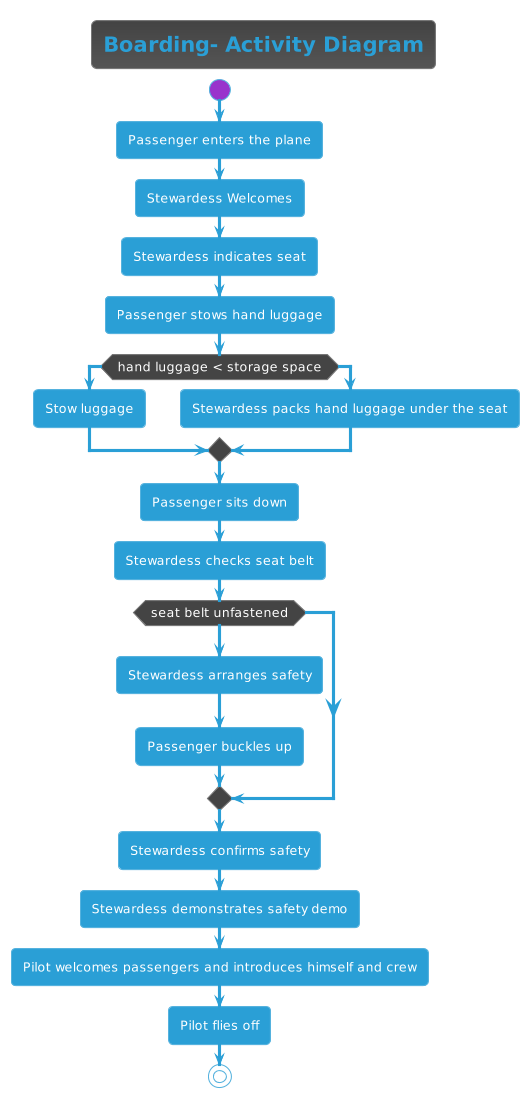 Boarding- Activity Diagram
Passenger enters the plane
Stewardess Welcomes
Stewardess indicates seat
Passenger stows hand luggage
hand luggage < storage space
Stow luggage
Stewardess packs hand luggage under the seat
Passenger sits down
Stewardess checks seat belt
seat belt unfastened
Stewardess arranges safety
Passenger buckles up
Stewardess confirms safety
Stewardess demonstrates safety demo
Pilot welcomes passengers and introduces himself and crew
Pilot flies off